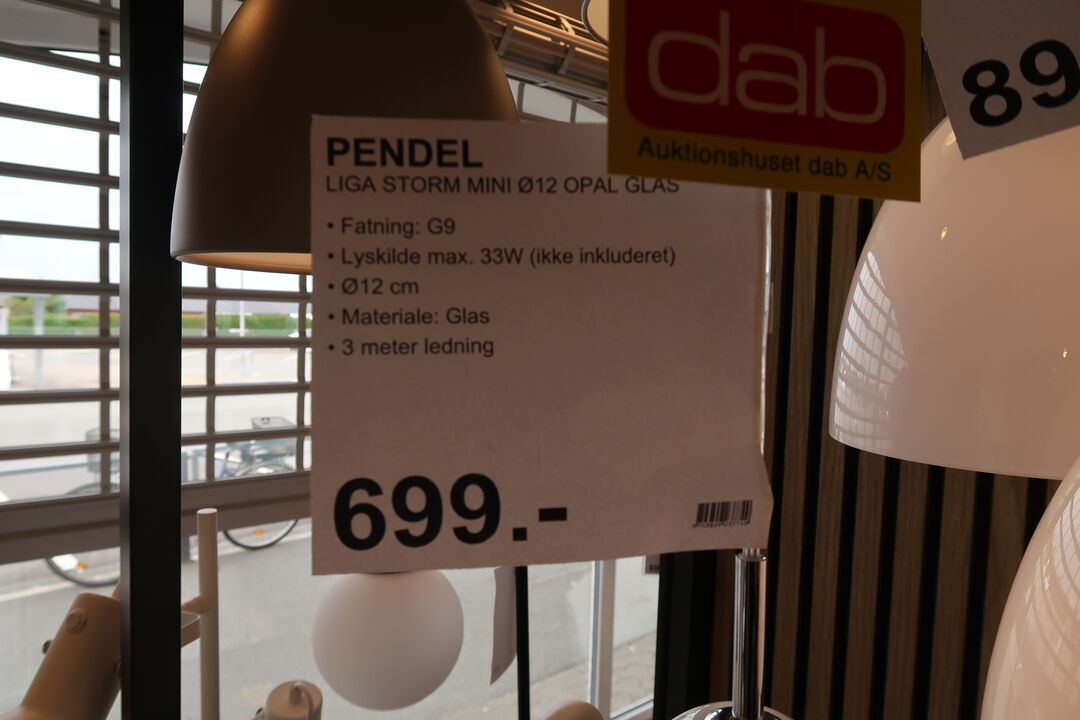 dab
Auktionshuset dab A/S
89
PENDEL
LIGA STORM MINI Ø12 OPAL GLAS
• Fatning: G9
• Lyskilde max. 33W (ikke inkluderet)
• Ø12 cm
• Materiale: Glas
• 3 meter ledning
699.-